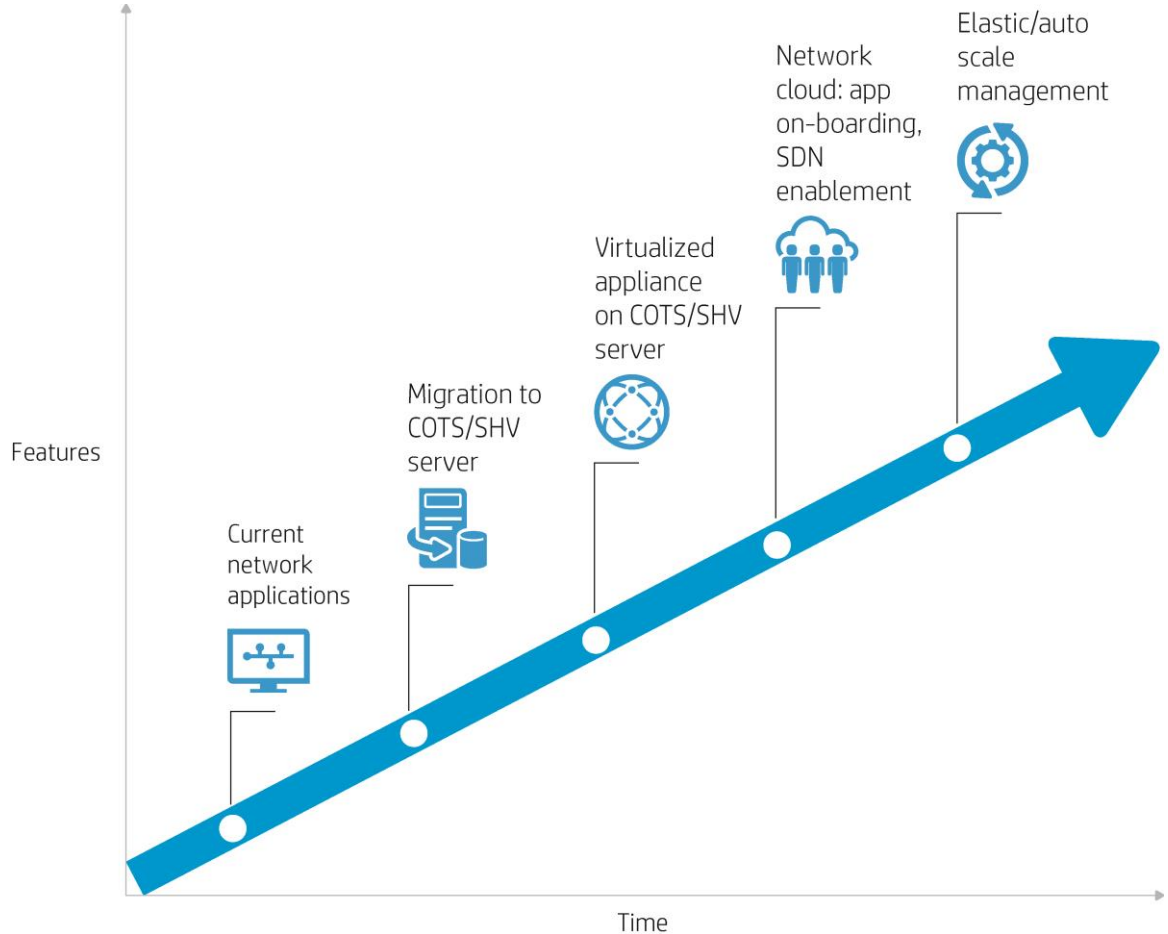 Elastic/auto
scale
management
Network
cloud: app
on-boarding,
SDN
enablement
Virtualized
appliance
on COTS/SHV
server
Migration to
COTS/SHV
server
Features
Current
network
applications
Time